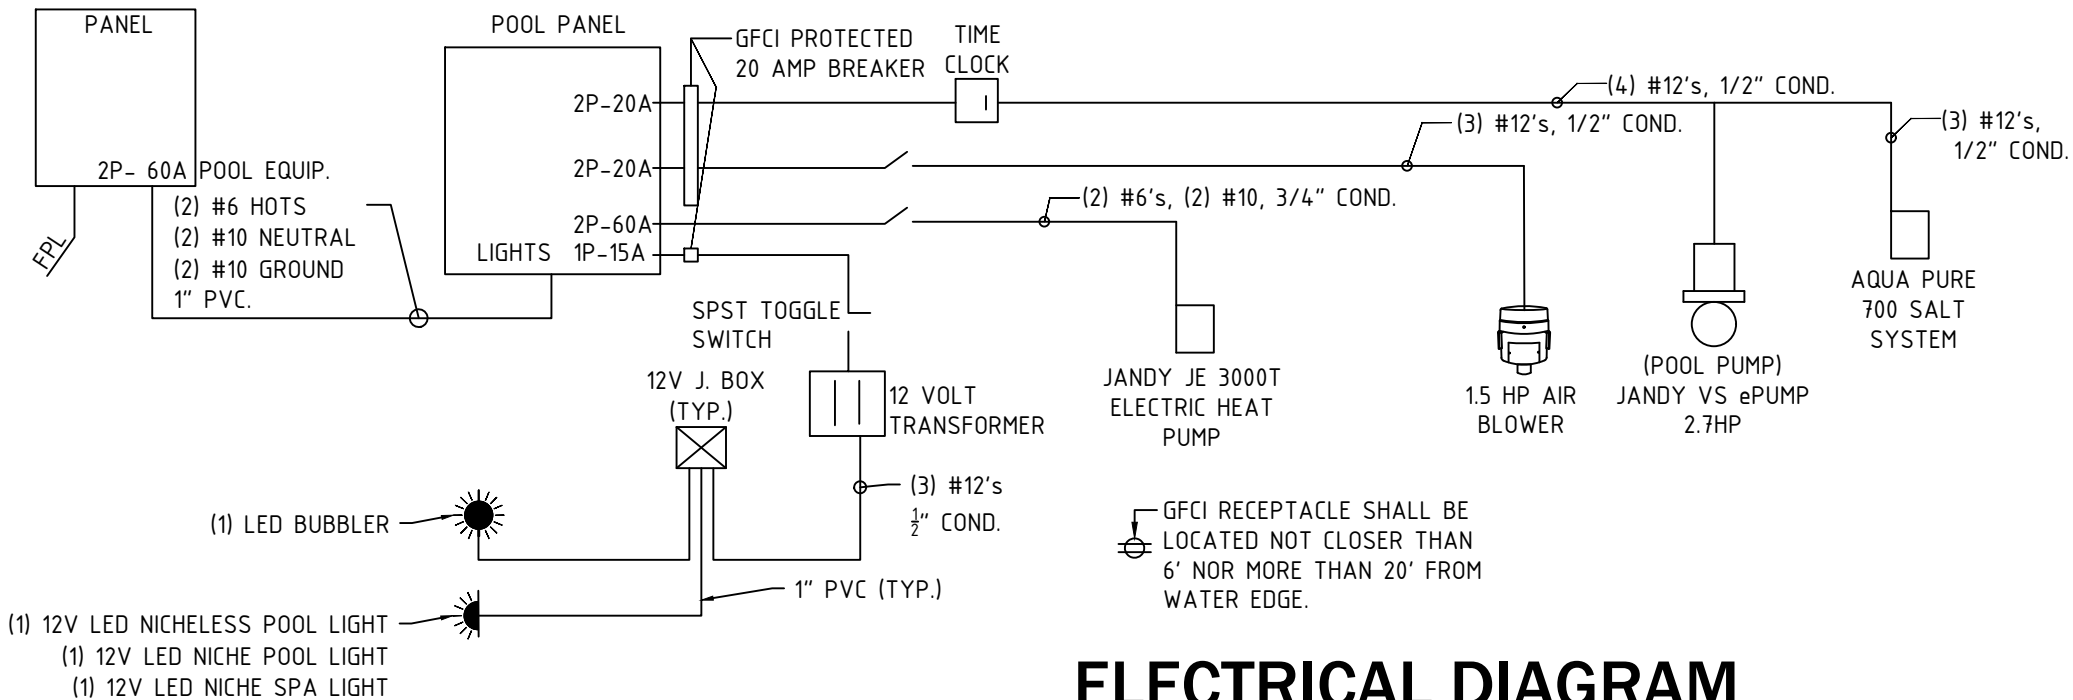 PANEL
2P- 60A POOL EQUIP.
(2) #6 HOTS
(2) #10 NEUTRAL
(2) #10 GROUND
1" PVC.
FPL
POOL PANEL
2P-20A
2P-20A
2P-60A
LIGHTS 1P-15A
GFCI PROTECTED
20 AMP BREAKER
TIME
CLOCK
(4) #12's, 1/2" COND.
(3) #12's, 1/2" COND.
(3) #12's,
1/2" COND.
(2) #6's, (2) #10, 3/4" COND.
SPST TOGGLE
SWITCH
12V J. BOX
(TYP.)
12 VOLT
TRANSFORMER
JANDY JE 3000T
ELECTRIC HEAT
PUMP
1.5 HP AIR
BLOWER
(POOL PUMP)
JANDY VS ePUMP
2.7HP
AQUA PURE
700 SALT
SYSTEM
(3) #12's
1/2" COND.
(1) LED BUBBLER
1" PVC (TYP.)
(1) 12V LED NICHELESS POOL LIGHT
(1) 12V LED NICHE POOL LIGHT
(1) 12V LED NICHE SPA LIGHT
GFCI RECEPTACLE SHALL BE
LOCATED NOT CLOSER THAN
6' NOR MORE THAN 20' FROM
WATER EDGE.
ELECTRICAL DIAGRAM